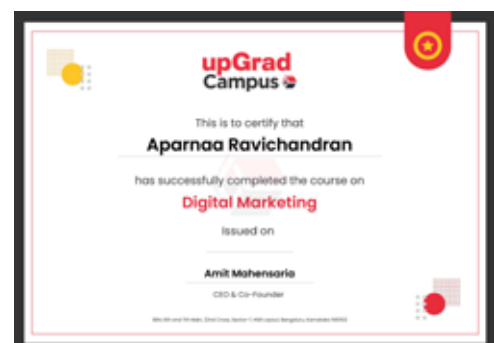 upGrad
Campus
This is to certify that
Aparnaa Ravichandran
has successfully completed the course on
Digital Marketing
Issued on
Amit Mahensaria
CEO & Co-Founder